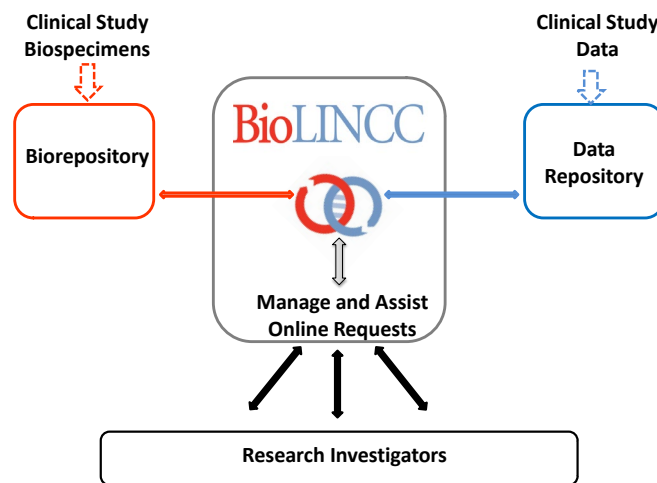 Clinical Study
Biospecimens
Clinical Study
Data
Biorepository
BioLINCC
Data
Repository
Manage and Assist
Online Requests
Research Investigators